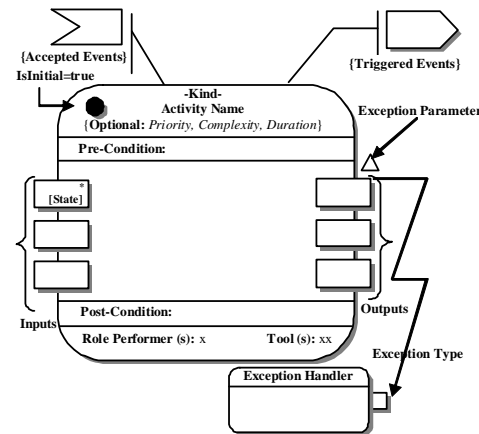 {Accepted Events}
{Triggered Events}
IsInitial=true
-Kind-
Activity Name
{Optional: Priority, Complexity, Duration}
Exception Parameter
Pre-Condition:
*
[State]
Inputs
Outputs
Post-Condition:
Role Performer (s): x
Tool (s): xx
Exception Type
Exception Handler